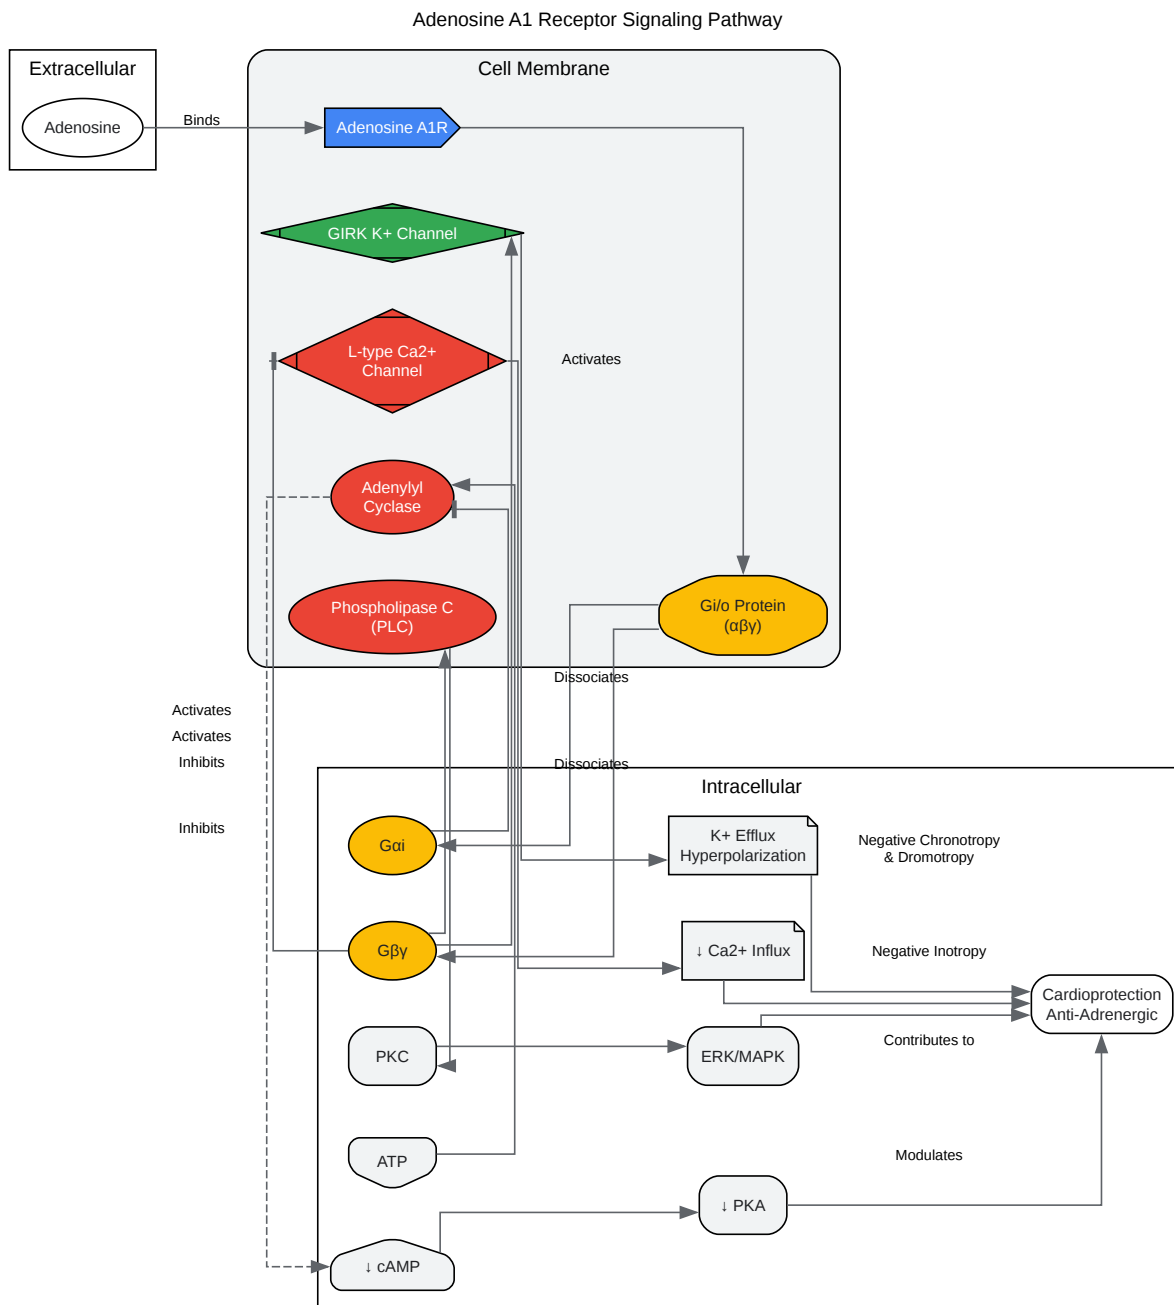 Adenosine A1 Receptor Signaling Pathway
Extracellular
Cell Membrane
Adenosine
Binds
Adenosine A1R
GIRK K+ Channel
L-type Ca2+
Channel
Activates
Adenylyl
Cyclase
Phospholipase C
(PLC)
Gi/o Protein
(αβγ)
Dissociates
Activates
Activates
Inhibits
Dissociates
Intracellular
Inhibits
Gαi
K+ Efflux
Hyperpolarization
Negative Chronotropy
& Dromotropy
Gβγ
↓ Ca2+ Influx
Negative Inotropy
Cardioprotection
Anti-Adrenergic
PKC
ERK/MAPK
Contributes to
ATP
Modulates
↓ PKA
↓ cAMP